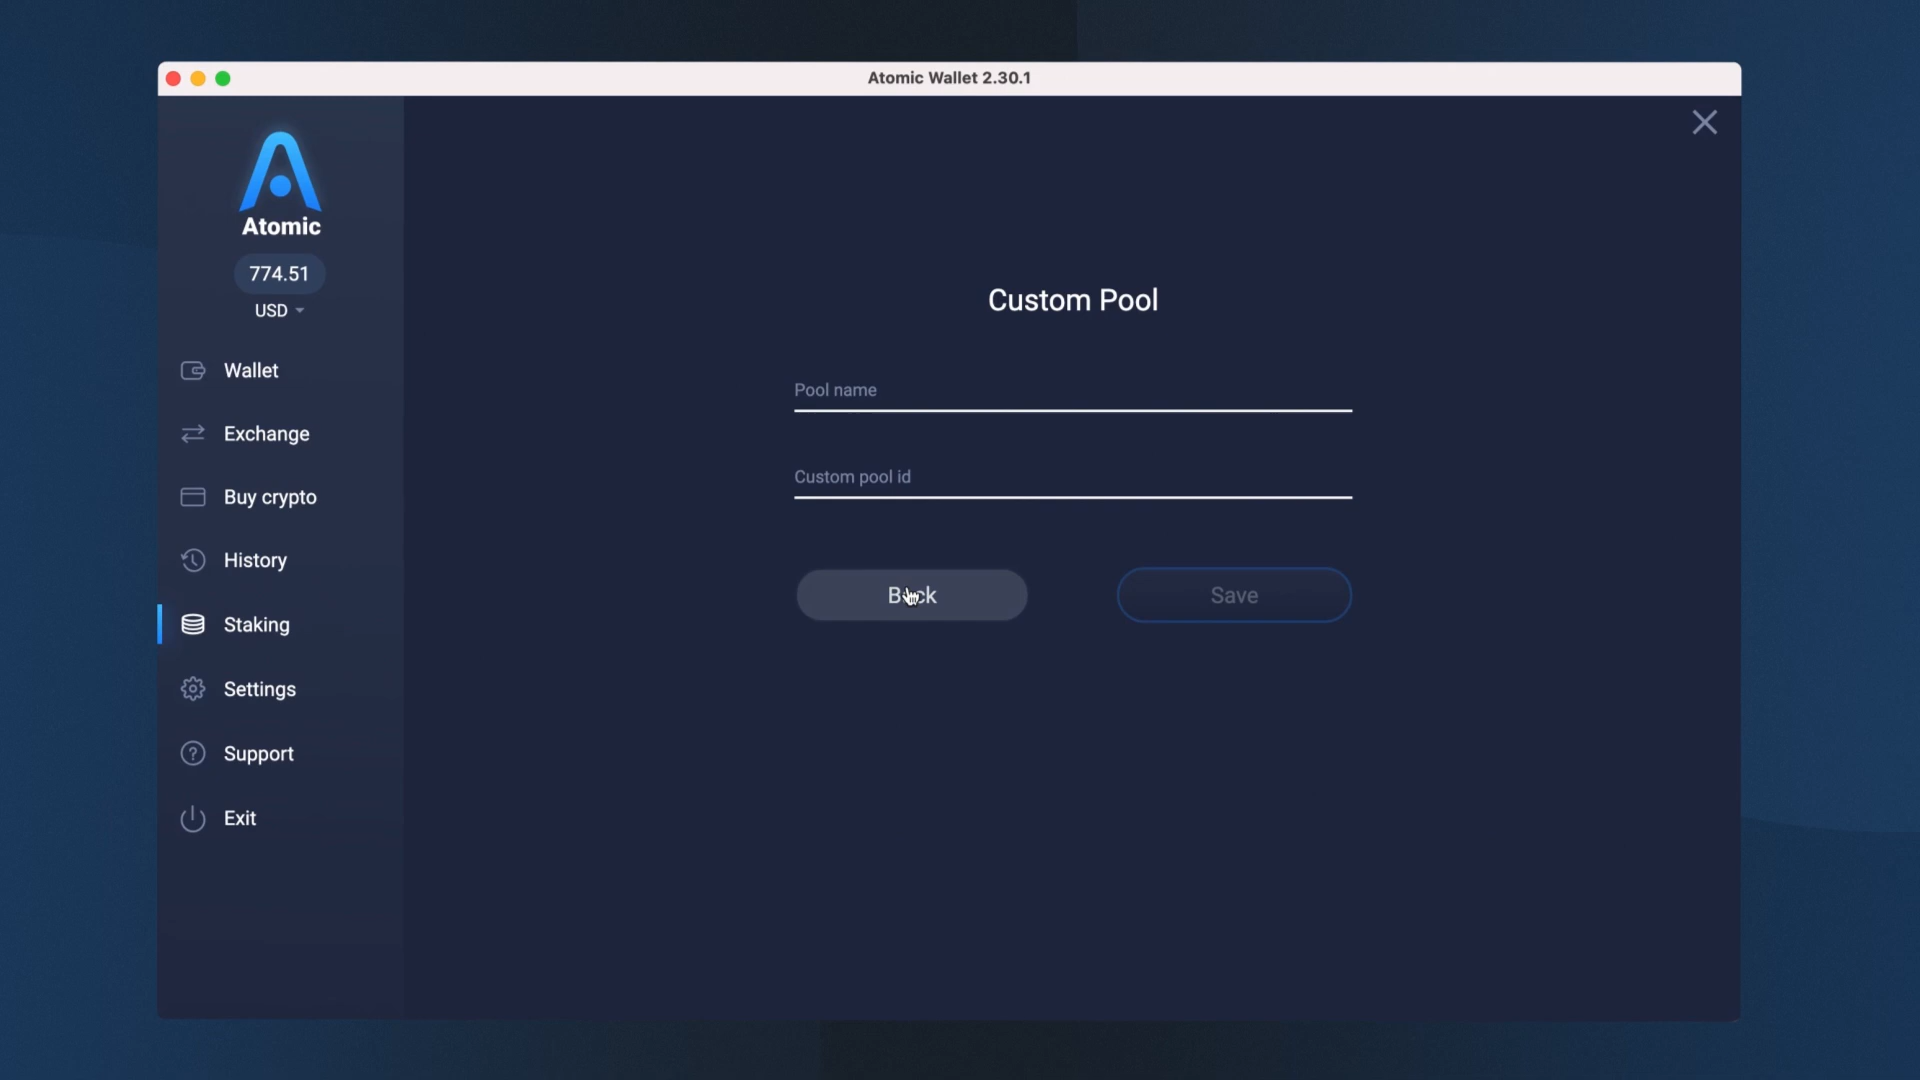 Atomic Wallet 2.30.1
Atomic
774.51
USD
Wallet
Exchange
Buy crypto
History
Staking
Settings
Support
Exit
Custom Pool
Pool name
Custom pool id
Back
Save